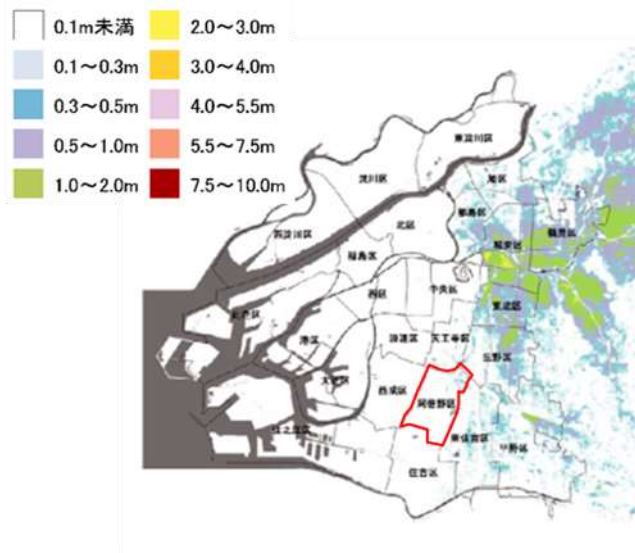 0.1m未満
2.0～3.0m
0.1～0.3m
3.0～4.0m
0.3～0.5m
4.0～5.5m
0.5～1.0m
5.5～7.5m
1.0～2.0m
7.5～10.0m
東淀川区
淀川区
旭区
都島区
北区
西淀川区
城東区
鶴見区
福島区
中央区
西区
東成区
此花区
港区
浪速区
天王寺区
生野区
大正区
西成区
阿倍野区
住之江区
東住吉区
平野区
住吉区